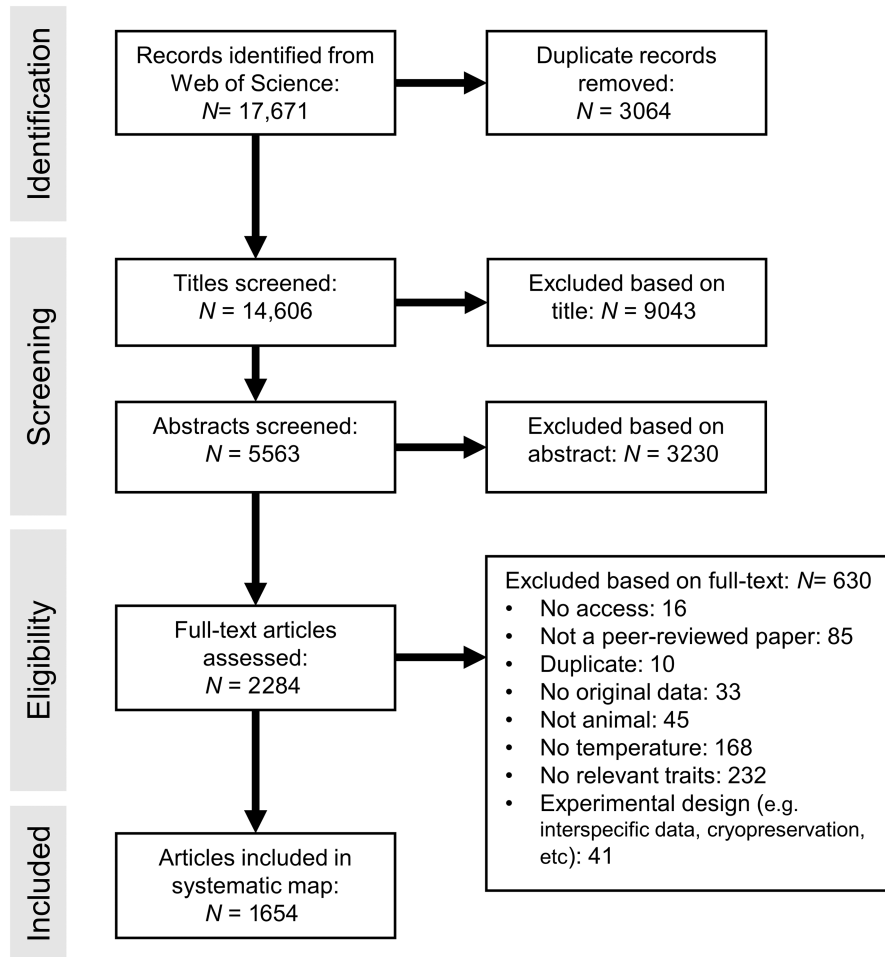 Identification
Records identified from
Web of Science:
N= 17,671
Duplicate records
removed:
N = 3064
Screening
Titles screened:
N = 14,606
Excluded based on
title: N = 9043
Abstracts screened:
N = 5563
Excluded based on
abstract: N = 3230
Eligibility
Full-text articles
assessed:
N = 2284
Excluded based on full-text: N= 630
• No access: 16
• Not a peer-reviewed paper: 85
• Duplicate: 10
• No original data: 33
• Not animal: 45
• No temperature: 168
• No relevant traits: 232
• Experimental design (e.g.
interspecific data, cryopreservation,
etc): 41
Included
Articles included in
systematic map:
N = 1654